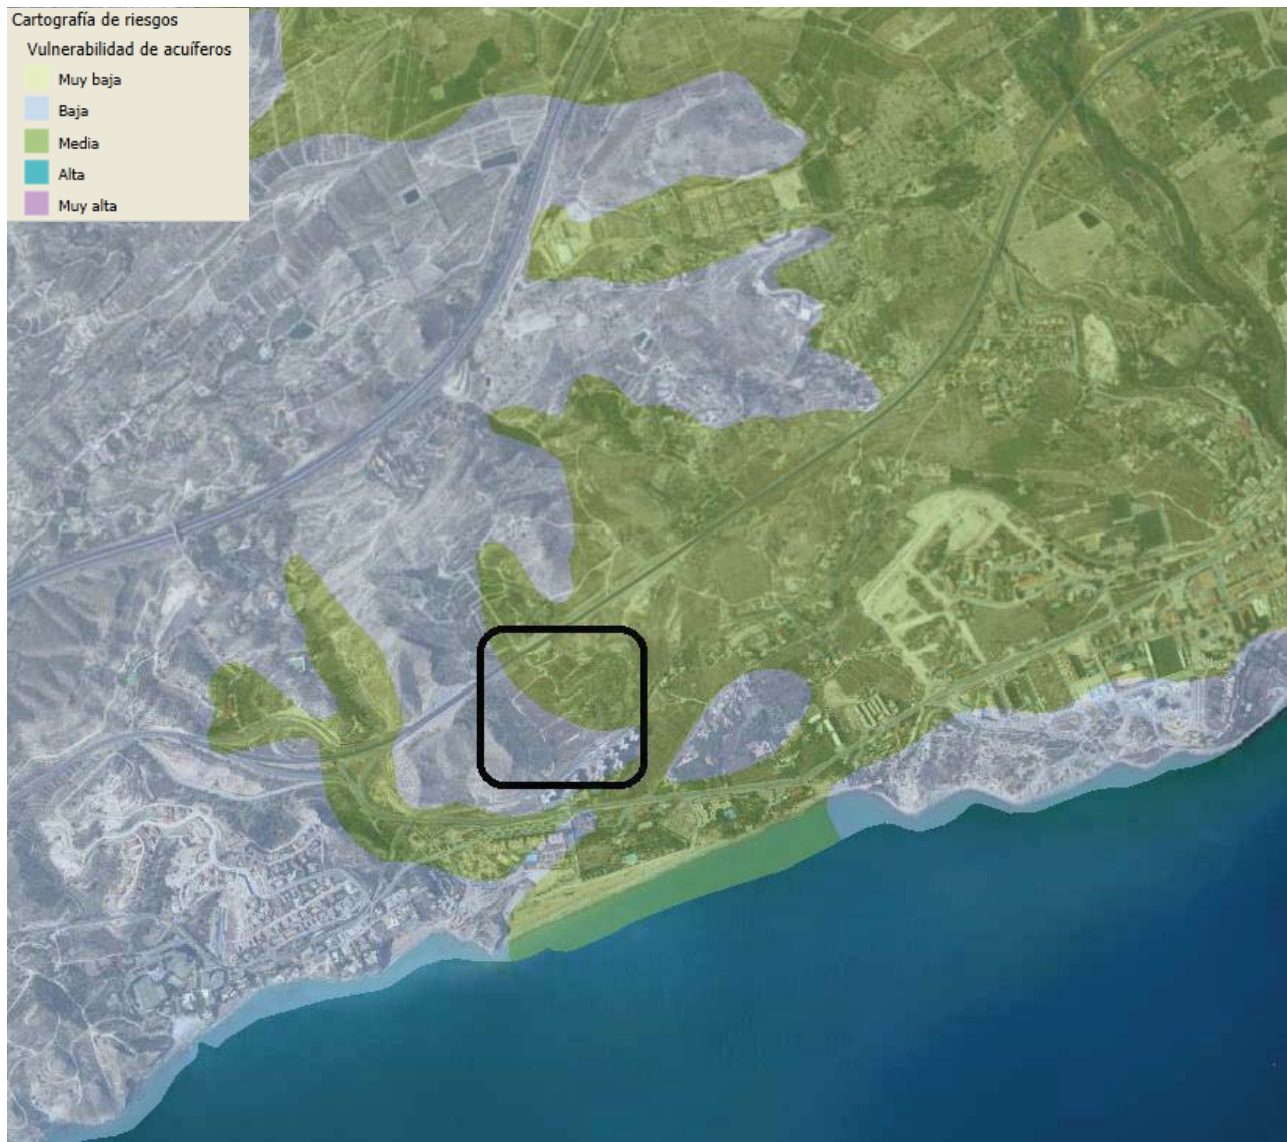 Cartografía de riesgos
Vulnerabilidad de acuíferos
Muy baja
Baja
Media
Alta
Muy alta